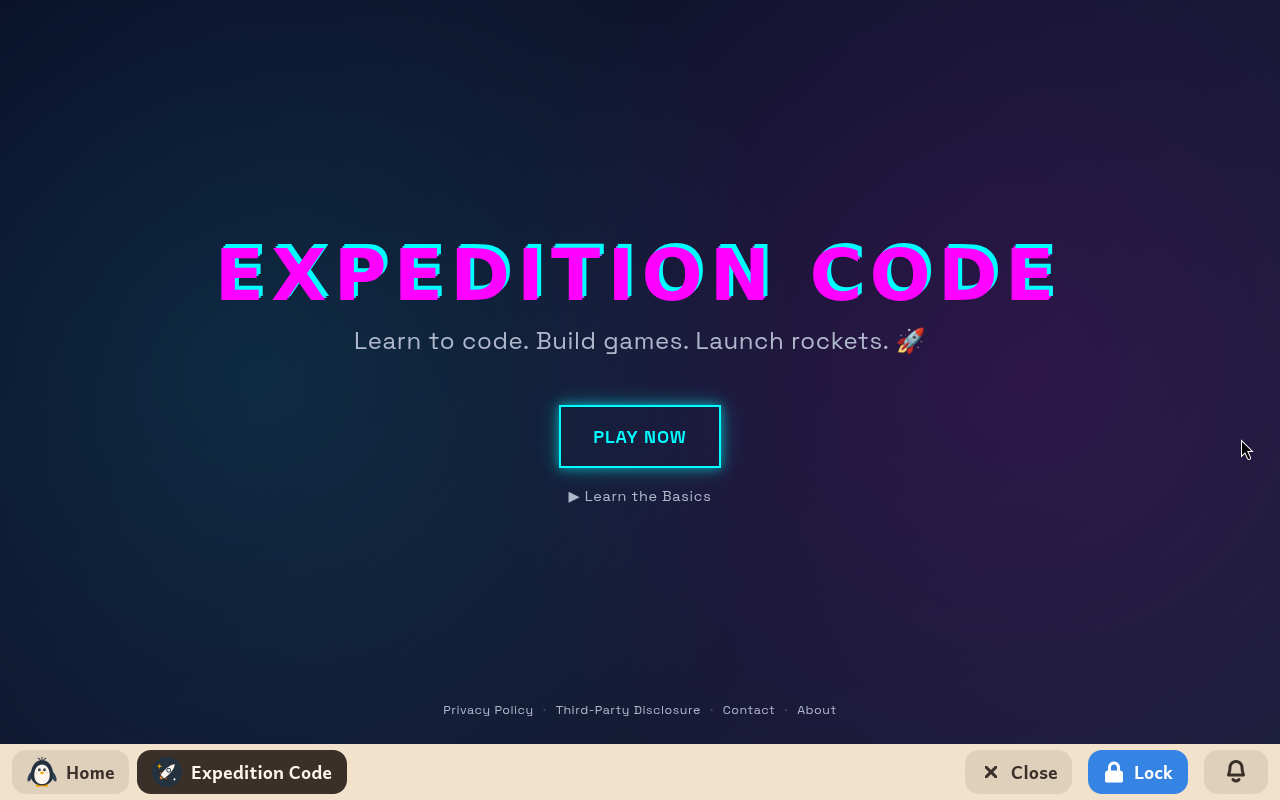 EXPEDITION CODE
Learn to code. Build games. Launch rockets. 🚀
PLAY NOW
▶ Learn the Basics
Privacy Policy · Third-Party Disclosure · Contact · About
Home Expedition Code Close Lock